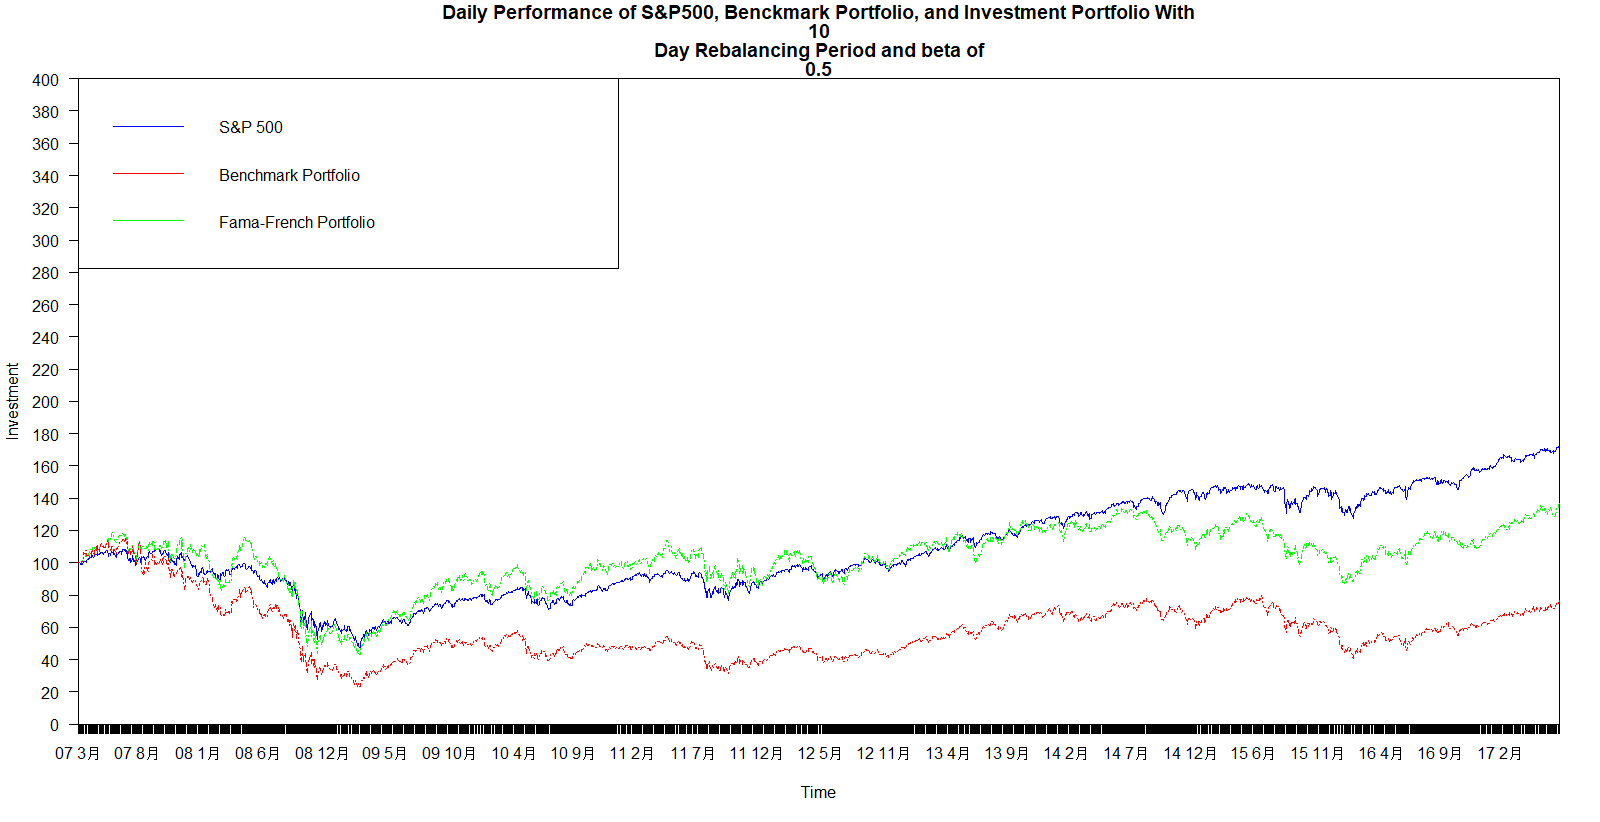 Daily Performance of S&P500, Benckmark Portfolio, and Investment Portfolio With
10
Day Rebalancing Period and beta of
0.5
400
380
360
340
320
300
280
260
240
220
200
180
160
140
120
100
80
60
40
20
0
Investment
S&P 500
Benchmark Portfolio
Fama-French Portfolio
07 3月 07 8月 08 1月 08 6月 08 12月 09 5月 09 10月 10 4月 10 9月 11 2月 11 7月 11 12月 12 5月 12 11月 13 4月 13 9月 14 2月 14 7月 14 12月 15 6月 15 11月 16 4月 16 9月 17 2月
Time